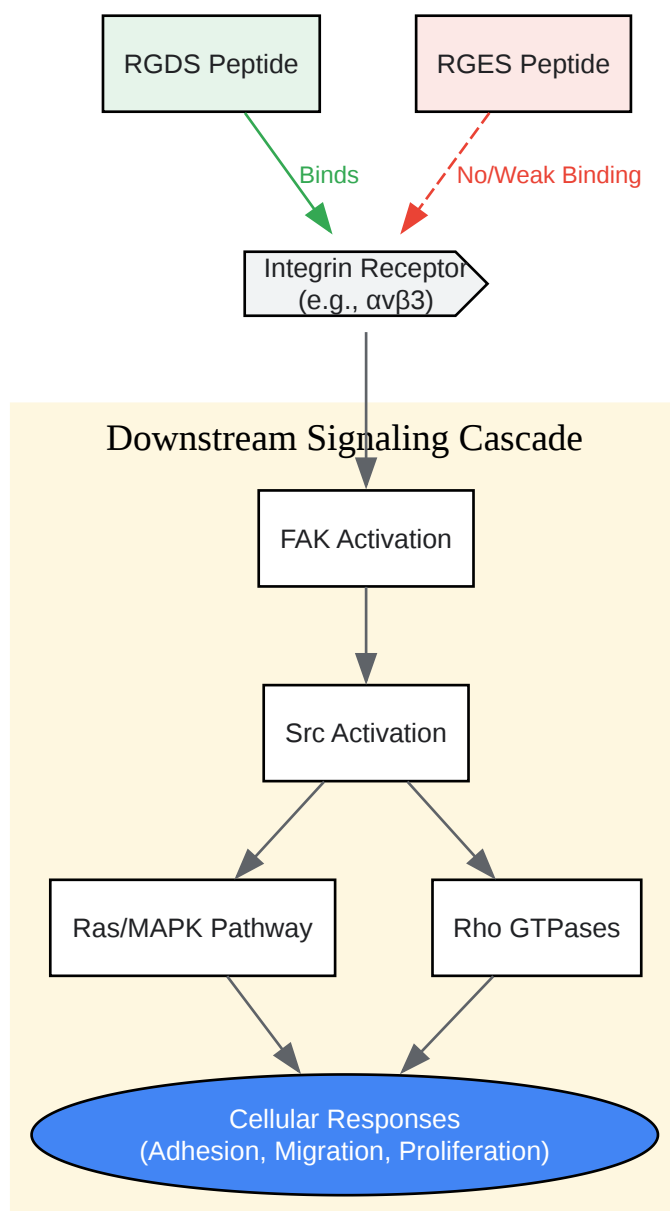 RGDS Peptide
RGES Peptide
Binds
No/Weak Binding
Integrin Receptor
(e.g., αvβ3)
Downstream Signaling Cascade
FAK Activation
Src Activation
Ras/MAPK Pathway
Rho GTPases
Cellular Responses
(Adhesion, Migration, Proliferation)